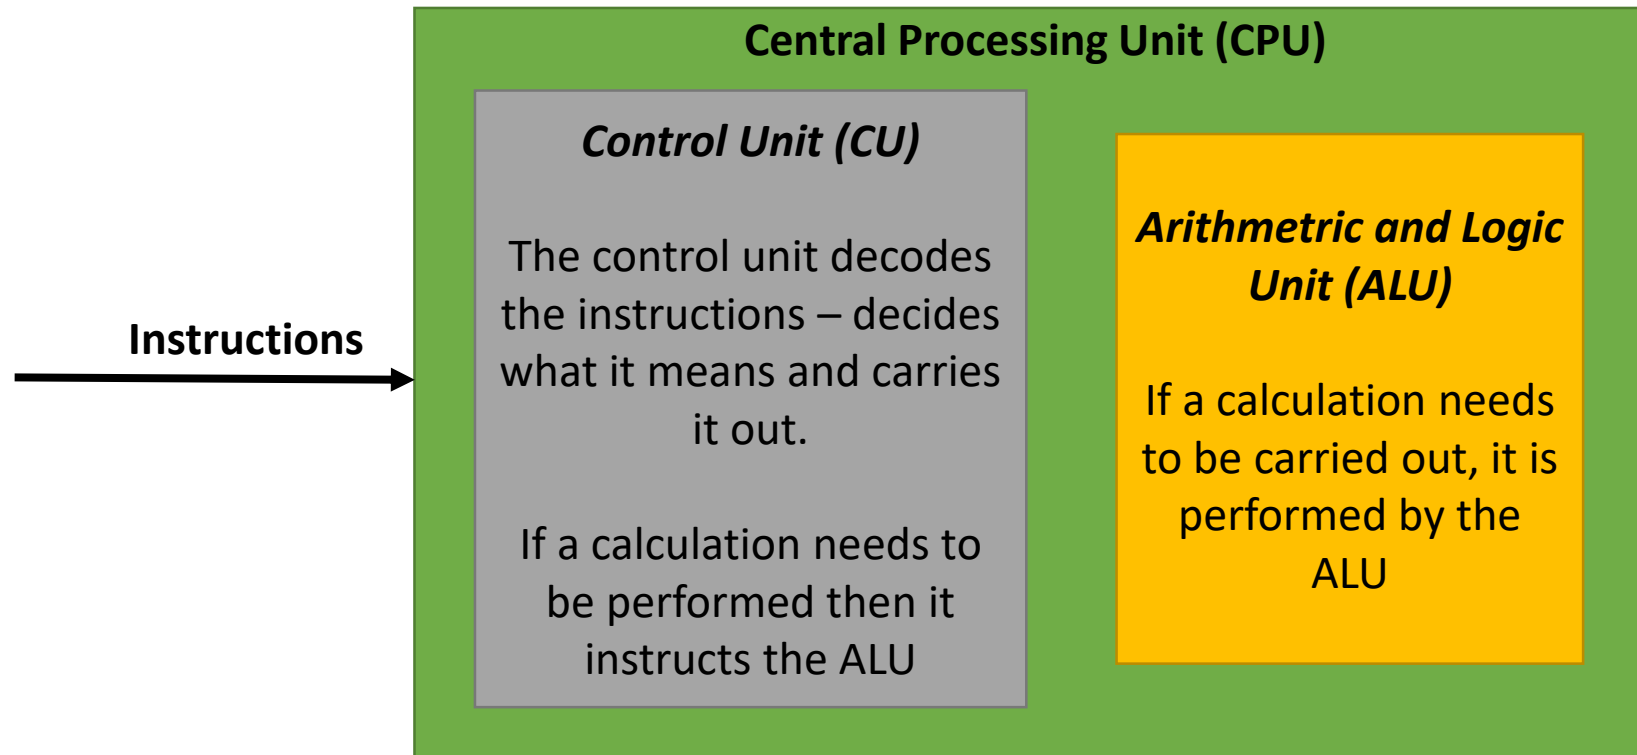 Central Processing Unit (CPU)
Instructions
Control Unit (CU)
The control unit decodes
the instructions – decides
what it means and carries
it out.
If a calculation needs to
be performed then it
instructs the ALU
Arithmetric and Logic
Unit (ALU)
If a calculation needs
to be carried out, it is
performed by the
ALU